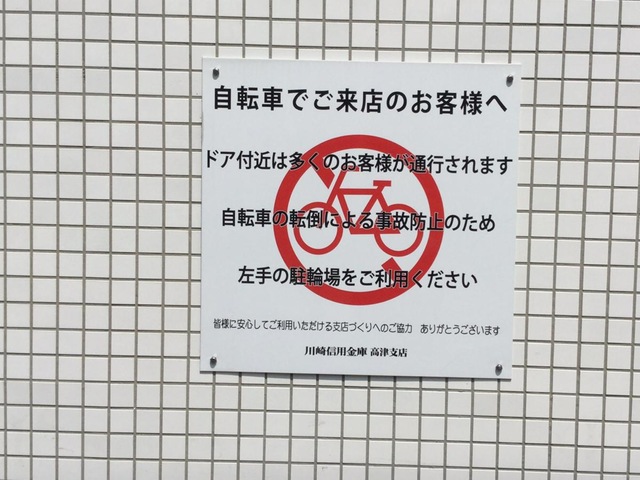 自転車でご来店のお客様へ
ドア付近は多くのお客様が通行されます
自転車の転倒による事故防止のため
左手の駐輪場をご利用ください
皆様に安心してご利用いただける支店づくりへのご協力　ありがとうございます
川崎信用金庫 高津支店